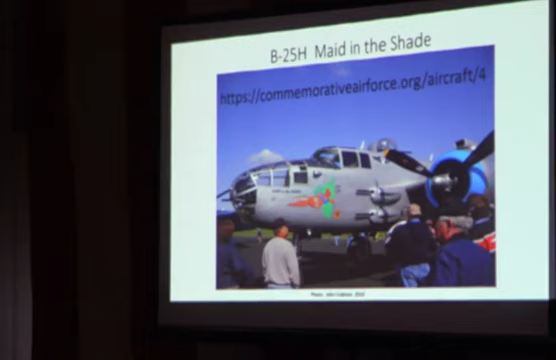 B-25H Maid in the Shade
https://commemorativeairforce.org/aircraft/4